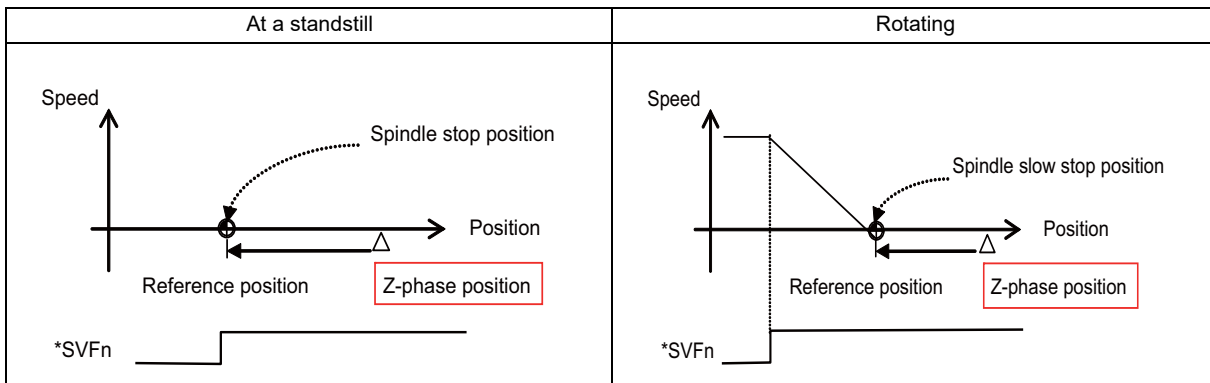 At a standstill
Rotating
Speed
Spindle stop position
Position
Reference position
Z-phase position
*SVFn
Speed
Spindle slow stop position
Position
Reference position
Z-phase position
*SVFn